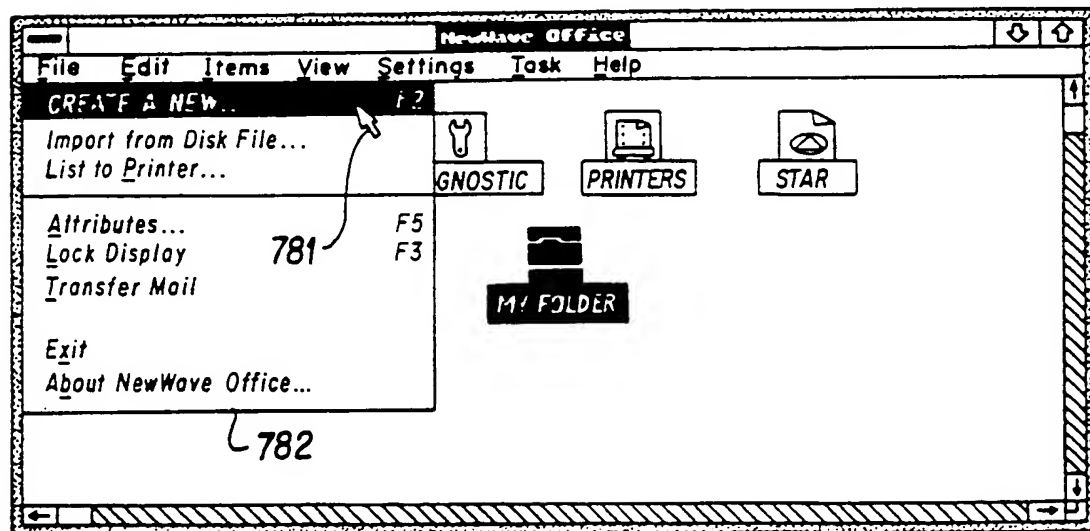 NewWave Office
File Edit Items View Settings Task Help
CREATE A NEW.. F2
Import from Disk File...
List to Printer...
GNOSTIC PRINTERS STAR
Attributes... F5
781
Lock Display F3
Transfer Mail
MY FOLDER
Exit
About NewWave Office...
782